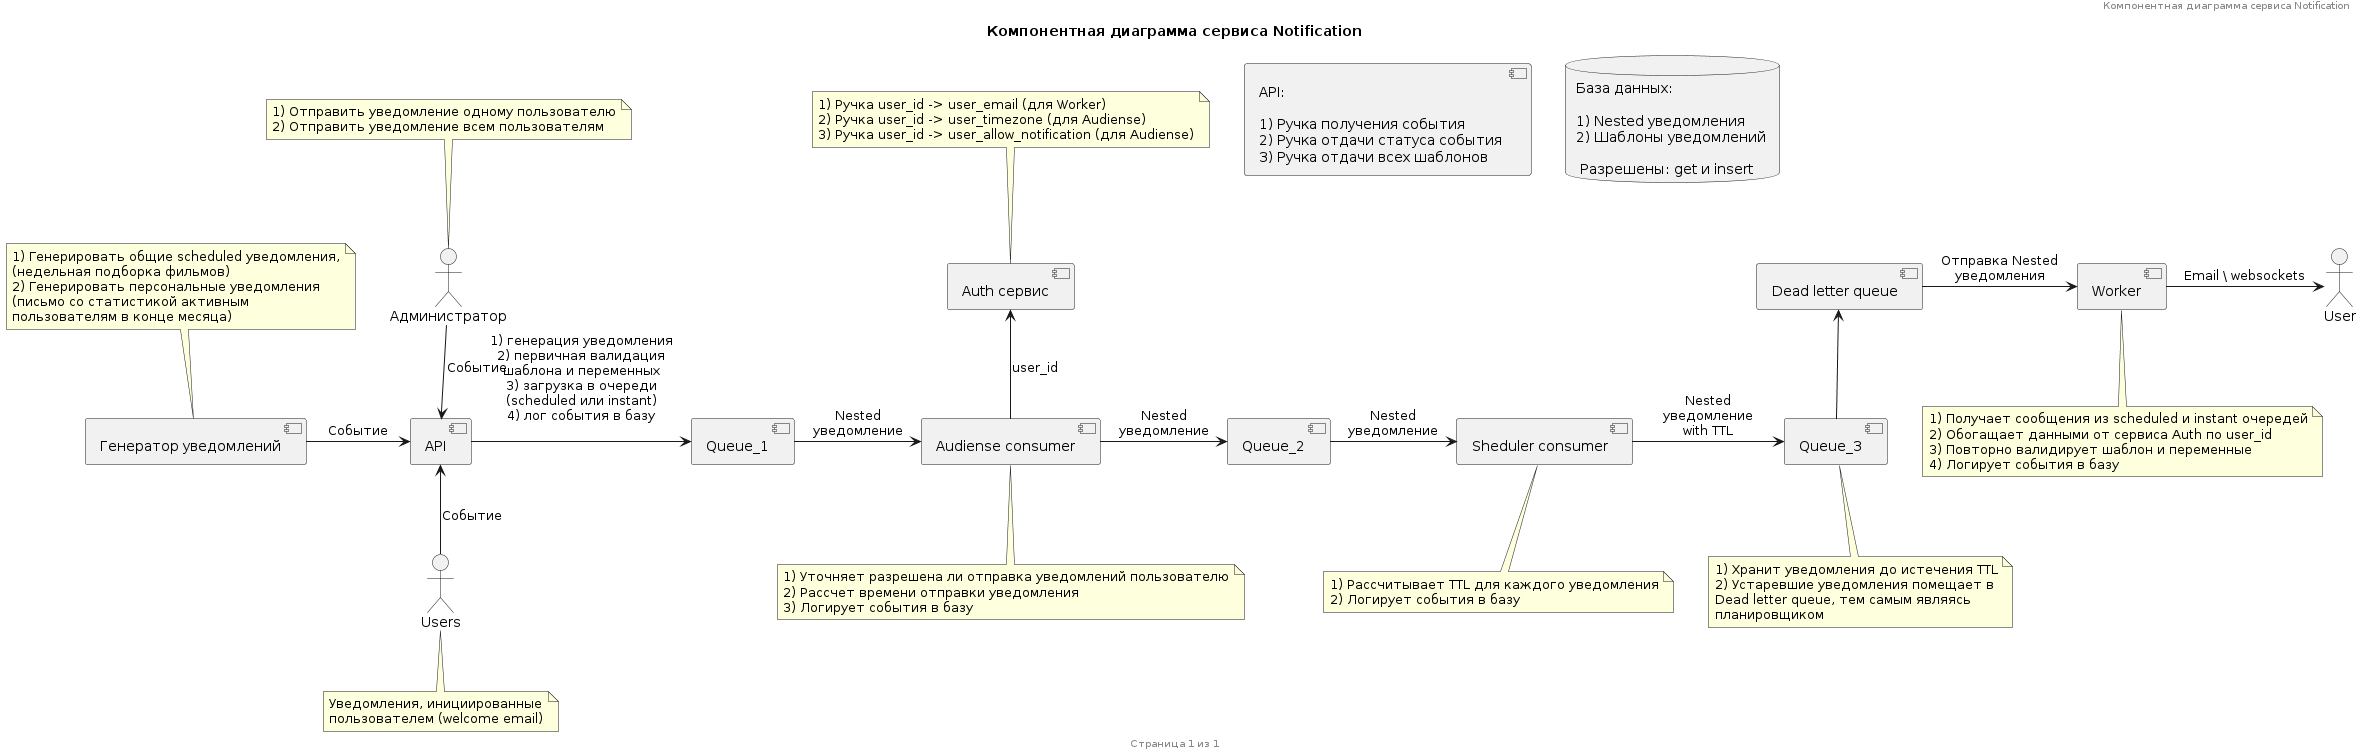 Компонентная диаграмма сервиса Notification
Компонентная диаграмма сервиса Notification
API:
1) Ручка получения события
2) Ручка отдачи статуса события
3) Ручка отдачи всех шаблонов
База данных:
1) Nested уведомления
2) Шаблоны уведомлений
Разрешены: get и insert
1) Отправить уведомление одному пользователю
2) Отправить уведомление всем пользователям
1) Ручка user_id -> user_email (для Worker)
2) Ручка user_id -> user_timezone (для Audiense)
3) Ручка user_id -> user_allow_notification (для Audiense)
1) Генерировать общие scheduled уведомления,
(недельная подборка фильмов)
2) Генерировать персональные уведомления
(письмо со статистикой активным
пользователям в конце месяца)
Администратор
Auth сервис
Dead letter queue
Отправка Nested
уведомления
Worker
Email \ websockets
User
Событие
1) генерация уведомления
2) первичная валидация
шаблона и переменных
3) загрузка в очереди
(scheduled или instant)
4) лог события в базу
user_id
Генератор уведомлений
Событие
API
Queue_1
Nested
уведомление
Audiense consumer
Nested
уведомление
Queue_2
Nested
уведомление
Sheduler consumer
Nested
уведомление
with TTL
Queue_3
1) Получает сообщения из scheduled и instant очередей
2) Обогащает данными от сервиса Auth по user_id
3) Повторно валидирует шаблон и переменные
4) Логирует события в базу
Событие
Users
1) Уточняет разрешена ли отправка уведомлений пользователю
2) Рассчет времени отправки уведомления
3) Логирует события в базу
1) Рассчитывает TTL для каждого уведомления
2) Логирует события в базу
1) Хранит уведомления до истечения TTL
2) Устаревшие уведомления помещает в
Dead letter queue, тем самым являясь
планировщиком
Уведомления, инициированные
пользователем (welcome email)
Страница 1 из 1